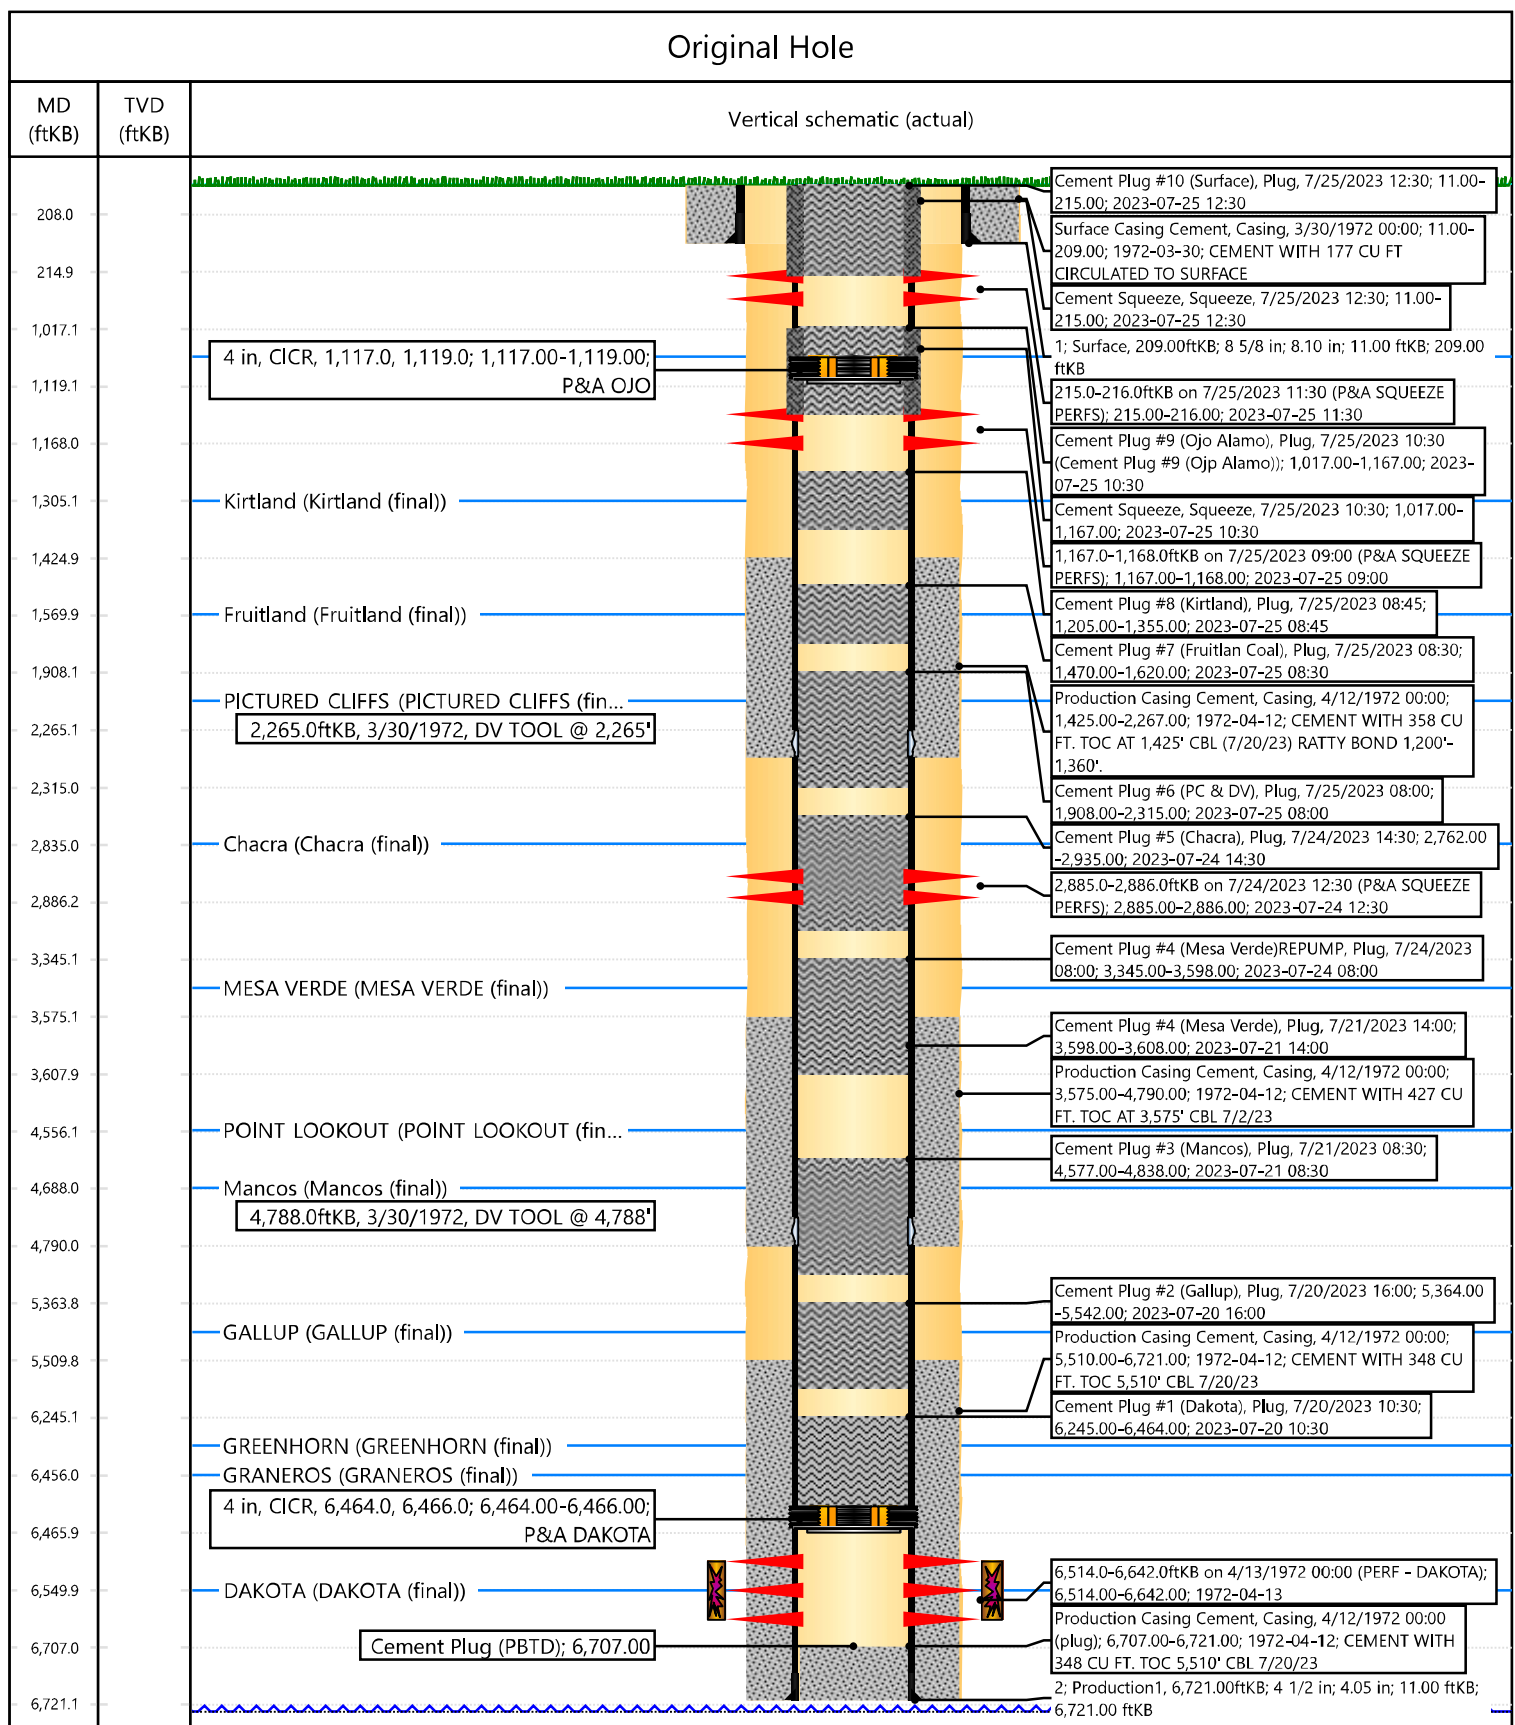 Original Hole
MD
(ftKB)
TVD
(ftKB)
Vertical schematic (actual)
208.0
214.9
1,017.1
1,119.1
1,168.0
1,305.1
1,424.9
1,569.9
1,908.1
2,265.1
2,315.0
2,835.0
2,886.2
3,345.1
3,575.1
3,607.9
4,556.1
4,688.0
4,790.0
5,363.8
5,509.8
6,245.1
6,456.0
6,465.9
6,549.9
6,707.0
6,721.1
4 in, CICR, 1,117.0, 1,119.0; 1,117.00-1,119.00;
P&A OJO
Kirtland (Kirtland (final))
Fruitland (Fruitland (final))
PICTURED CLIFFS (PICTURED CLIFFS (fin...
2,265.0ftKB, 3/30/1972, DV TOOL @ 2,265'
Chacra (Chacra (final))
MESA VERDE (MESA VERDE (final))
POINT LOOKOUT (POINT LOOKOUT (fin...
Mancos (Mancos (final))
4,788.0ftKB, 3/30/1972, DV TOOL @ 4,788'
GALLUP (GALLUP (final))
GREENHORN (GREENHORN (final))
GRANEROS (GRANEROS (final))
4 in, CICR, 6,464.0, 6,466.0; 6,464.00-6,466.00;
P&A DAKOTA
DAKOTA (DAKOTA (final))
Cement Plug (PBTD); 6,707.00
Cement Plug #10 (Surface), Plug, 7/25/2023 12:30; 11.00-
215.00; 2023-07-25 12:30
Surface Casing Cement, Casing, 3/30/1972 00:00; 11.00-
209.00; 1972-03-30; CEMENT WITH 177 CU FT
CIRCULATED TO SURFACE
Cement Squeeze, Squeeze, 7/25/2023 12:30; 11.00-
215.00; 2023-07-25 12:30
1; Surface, 209.00ftKB; 8 5/8 in; 8.10 in; 11.00 ftKB; 209.00
ftKB
215.0-216.0ftKB on 7/25/2023 11:30 (P&A SQUEEZE
PERFS); 215.00-216.00; 2023-07-25 11:30
Cement Plug #9 (Ojo Alamo), Plug, 7/25/2023 10:30
(Cement Plug #9 (Ojp Alamo)); 1,017.00-1,167.00; 2023-
07-25 10:30
Cement Squeeze, Squeeze, 7/25/2023 10:30; 1,017.00-
1,167.00; 2023-07-25 10:30
1,167.0-1,168.0ftKB on 7/25/2023 09:00 (P&A SQUEEZE
PERFS); 1,167.00-1,168.00; 2023-07-25 09:00
Cement Plug #8 (Kirtland), Plug, 7/25/2023 08:45;
1,205.00-1,355.00; 2023-07-25 08:45
Cement Plug #7 (Fruitlan Coal), Plug, 7/25/2023 08:30;
1,470.00-1,620.00; 2023-07-25 08:30
Production Casing Cement, Casing, 4/12/1972 00:00;
1,425.00-2,267.00; 1972-04-12; CEMENT WITH 358 CU
FT. TOC AT 1,425' CBL (7/20/23) RATTY BOND 1,200'-
1,360'.
Cement Plug #6 (PC & DV), Plug, 7/25/2023 08:00;
1,908.00-2,315.00; 2023-07-25 08:00
Cement Plug #5 (Chacra), Plug, 7/24/2023 14:30; 2,762.00
-2,935.00; 2023-07-24 14:30
2,885.0-2,886.0ftKB on 7/24/2023 12:30 (P&A SQUEEZE
PERFS); 2,885.00-2,886.00; 2023-07-24 12:30
Cement Plug #4 (Mesa Verde)REPUMP, Plug, 7/24/2023
08:00; 3,345.00-3,598.00; 2023-07-24 08:00
Cement Plug #4 (Mesa Verde), Plug, 7/21/2023 14:00;
3,598.00-3,608.00; 2023-07-21 14:00
Production Casing Cement, Casing, 4/12/1972 00:00;
3,575.00-4,790.00; 1972-04-12; CEMENT WITH 427 CU
FT. TOC AT 3,575' CBL 7/2/23
Cement Plug #3 (Mancos), Plug, 7/21/2023 08:30;
4,577.00-4,838.00; 2023-07-21 08:30
Cement Plug #2 (Gallup), Plug, 7/20/2023 16:00; 5,364.00
-5,542.00; 2023-07-20 16:00
Production Casing Cement, Casing, 4/12/1972 00:00;
5,510.00-6,721.00; 1972-04-12; CEMENT WITH 348 CU
FT. TOC 5,510' CBL 7/20/23
Cement Plug #1 (Dakota), Plug, 7/20/2023 10:30;
6,245.00-6,464.00; 2023-07-20 10:30
6,514.0-6,642.0ftKB on 4/13/1972 00:00 (PERF - DAKOTA);
6,514.00-6,642.00; 1972-04-13
Production Casing Cement, Casing, 4/12/1972 00:00
(plug); 6,707.00-6,721.00; 1972-04-12; CEMENT WITH
348 CU FT. TOC 5,510' CBL 7/20/23
2; Production1, 6,721.00ftKB; 4 1/2 in; 4.05 in; 11.00 ftKB;
6,721.00 ftKB